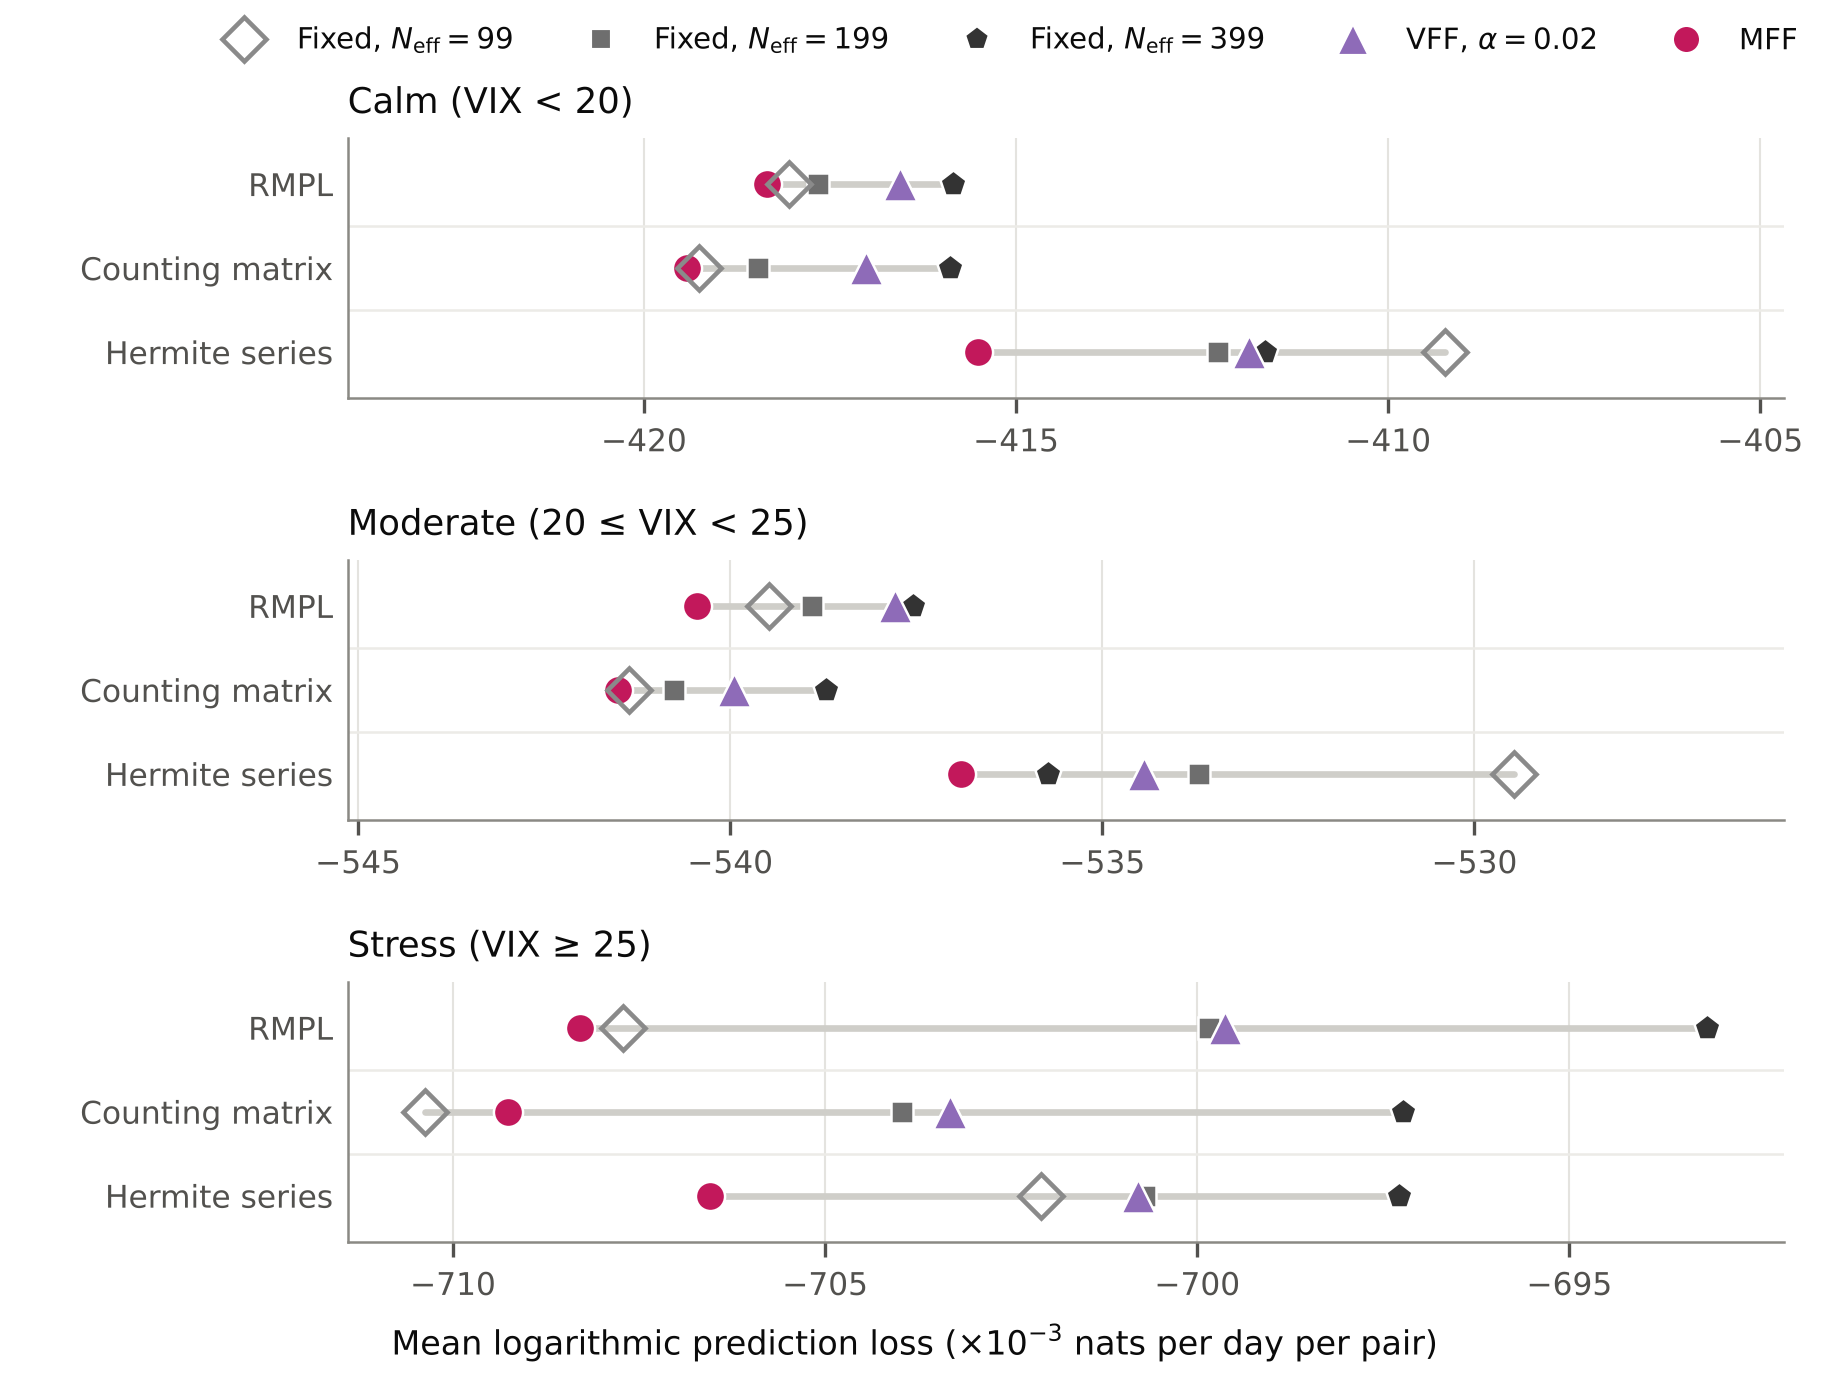 Fixed, Neff = 99 Fixed, Neff = 199 Fixed, Neff = 399 VFF, α = 0.02 MFF
Calm (VIX < 20)
RMPL
Counting matrix
Hermite series
−420 −415 −410 −405
Moderate (20 ≤ VIX < 25)
RMPL
Counting matrix
Hermite series
−545 −540 −535 −530
Stress (VIX ≥ 25)
RMPL
Counting matrix
Hermite series
−710 −705 −700 −695
Mean logarithmic prediction loss (×10⁻³ nats per day per pair)